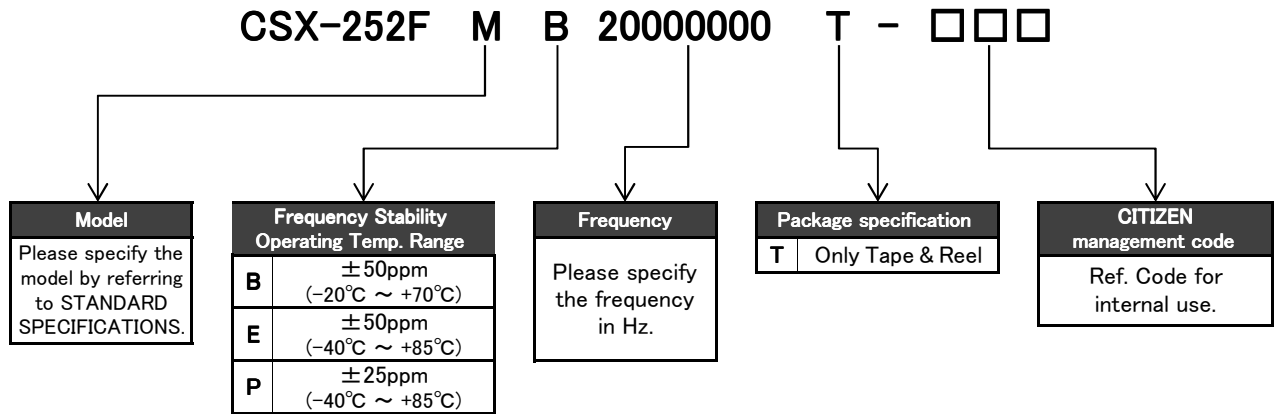 CSX-252F M B 20000000 T - □□□
Model
Please specify the
model by referring
to STANDARD
SPECIFICATIONS.
Frequency Stability
Operating Temp. Range
B ±50ppm
(-20℃ ~ +70℃)
E ±50ppm
(-40℃ ~ +85℃)
P ±25ppm
(-40℃ ~ +85℃)
Frequency
Please specify
the frequency
in Hz.
Package specification
T Only Tape & Reel
CITIZEN
management code
Ref. Code for
internal use.